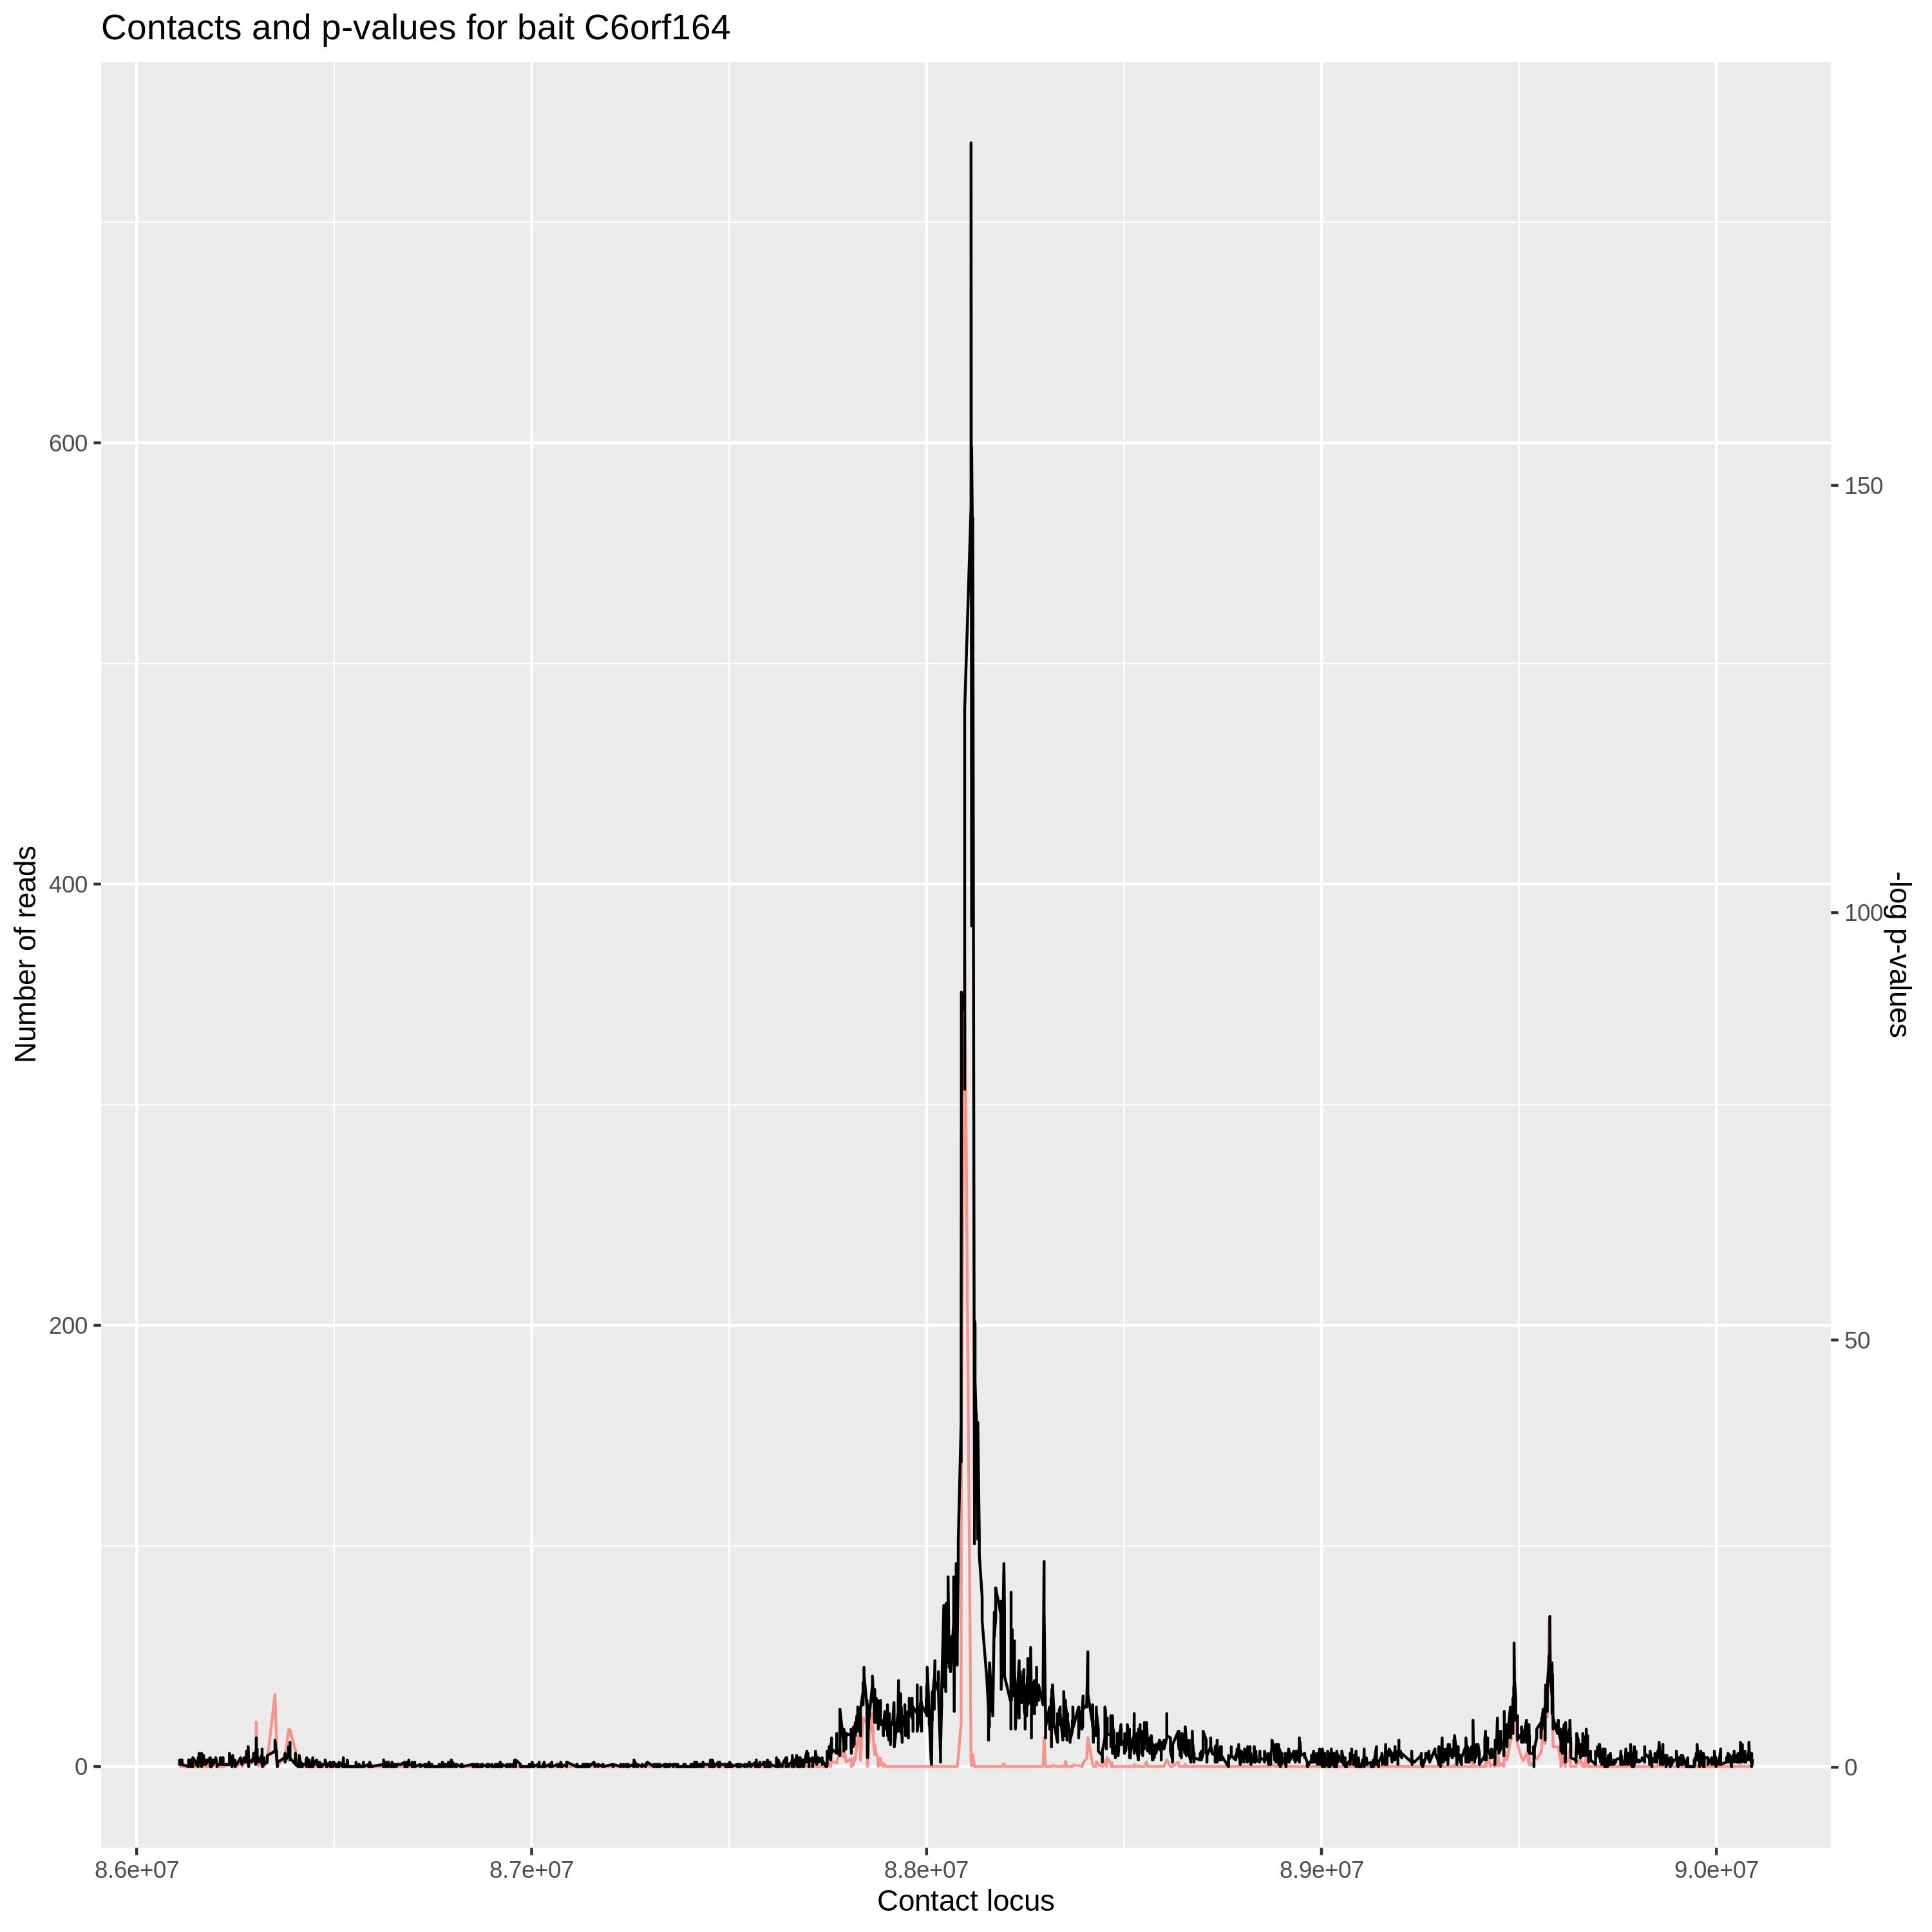 Contacts and p-values for bait C6orf164
Number of reads
600
400
200
0
150
100
50
0
-log p-values
8.6e+07 8.7e+07 8.8e+07 8.9e+07 9.0e+07
Contact locus